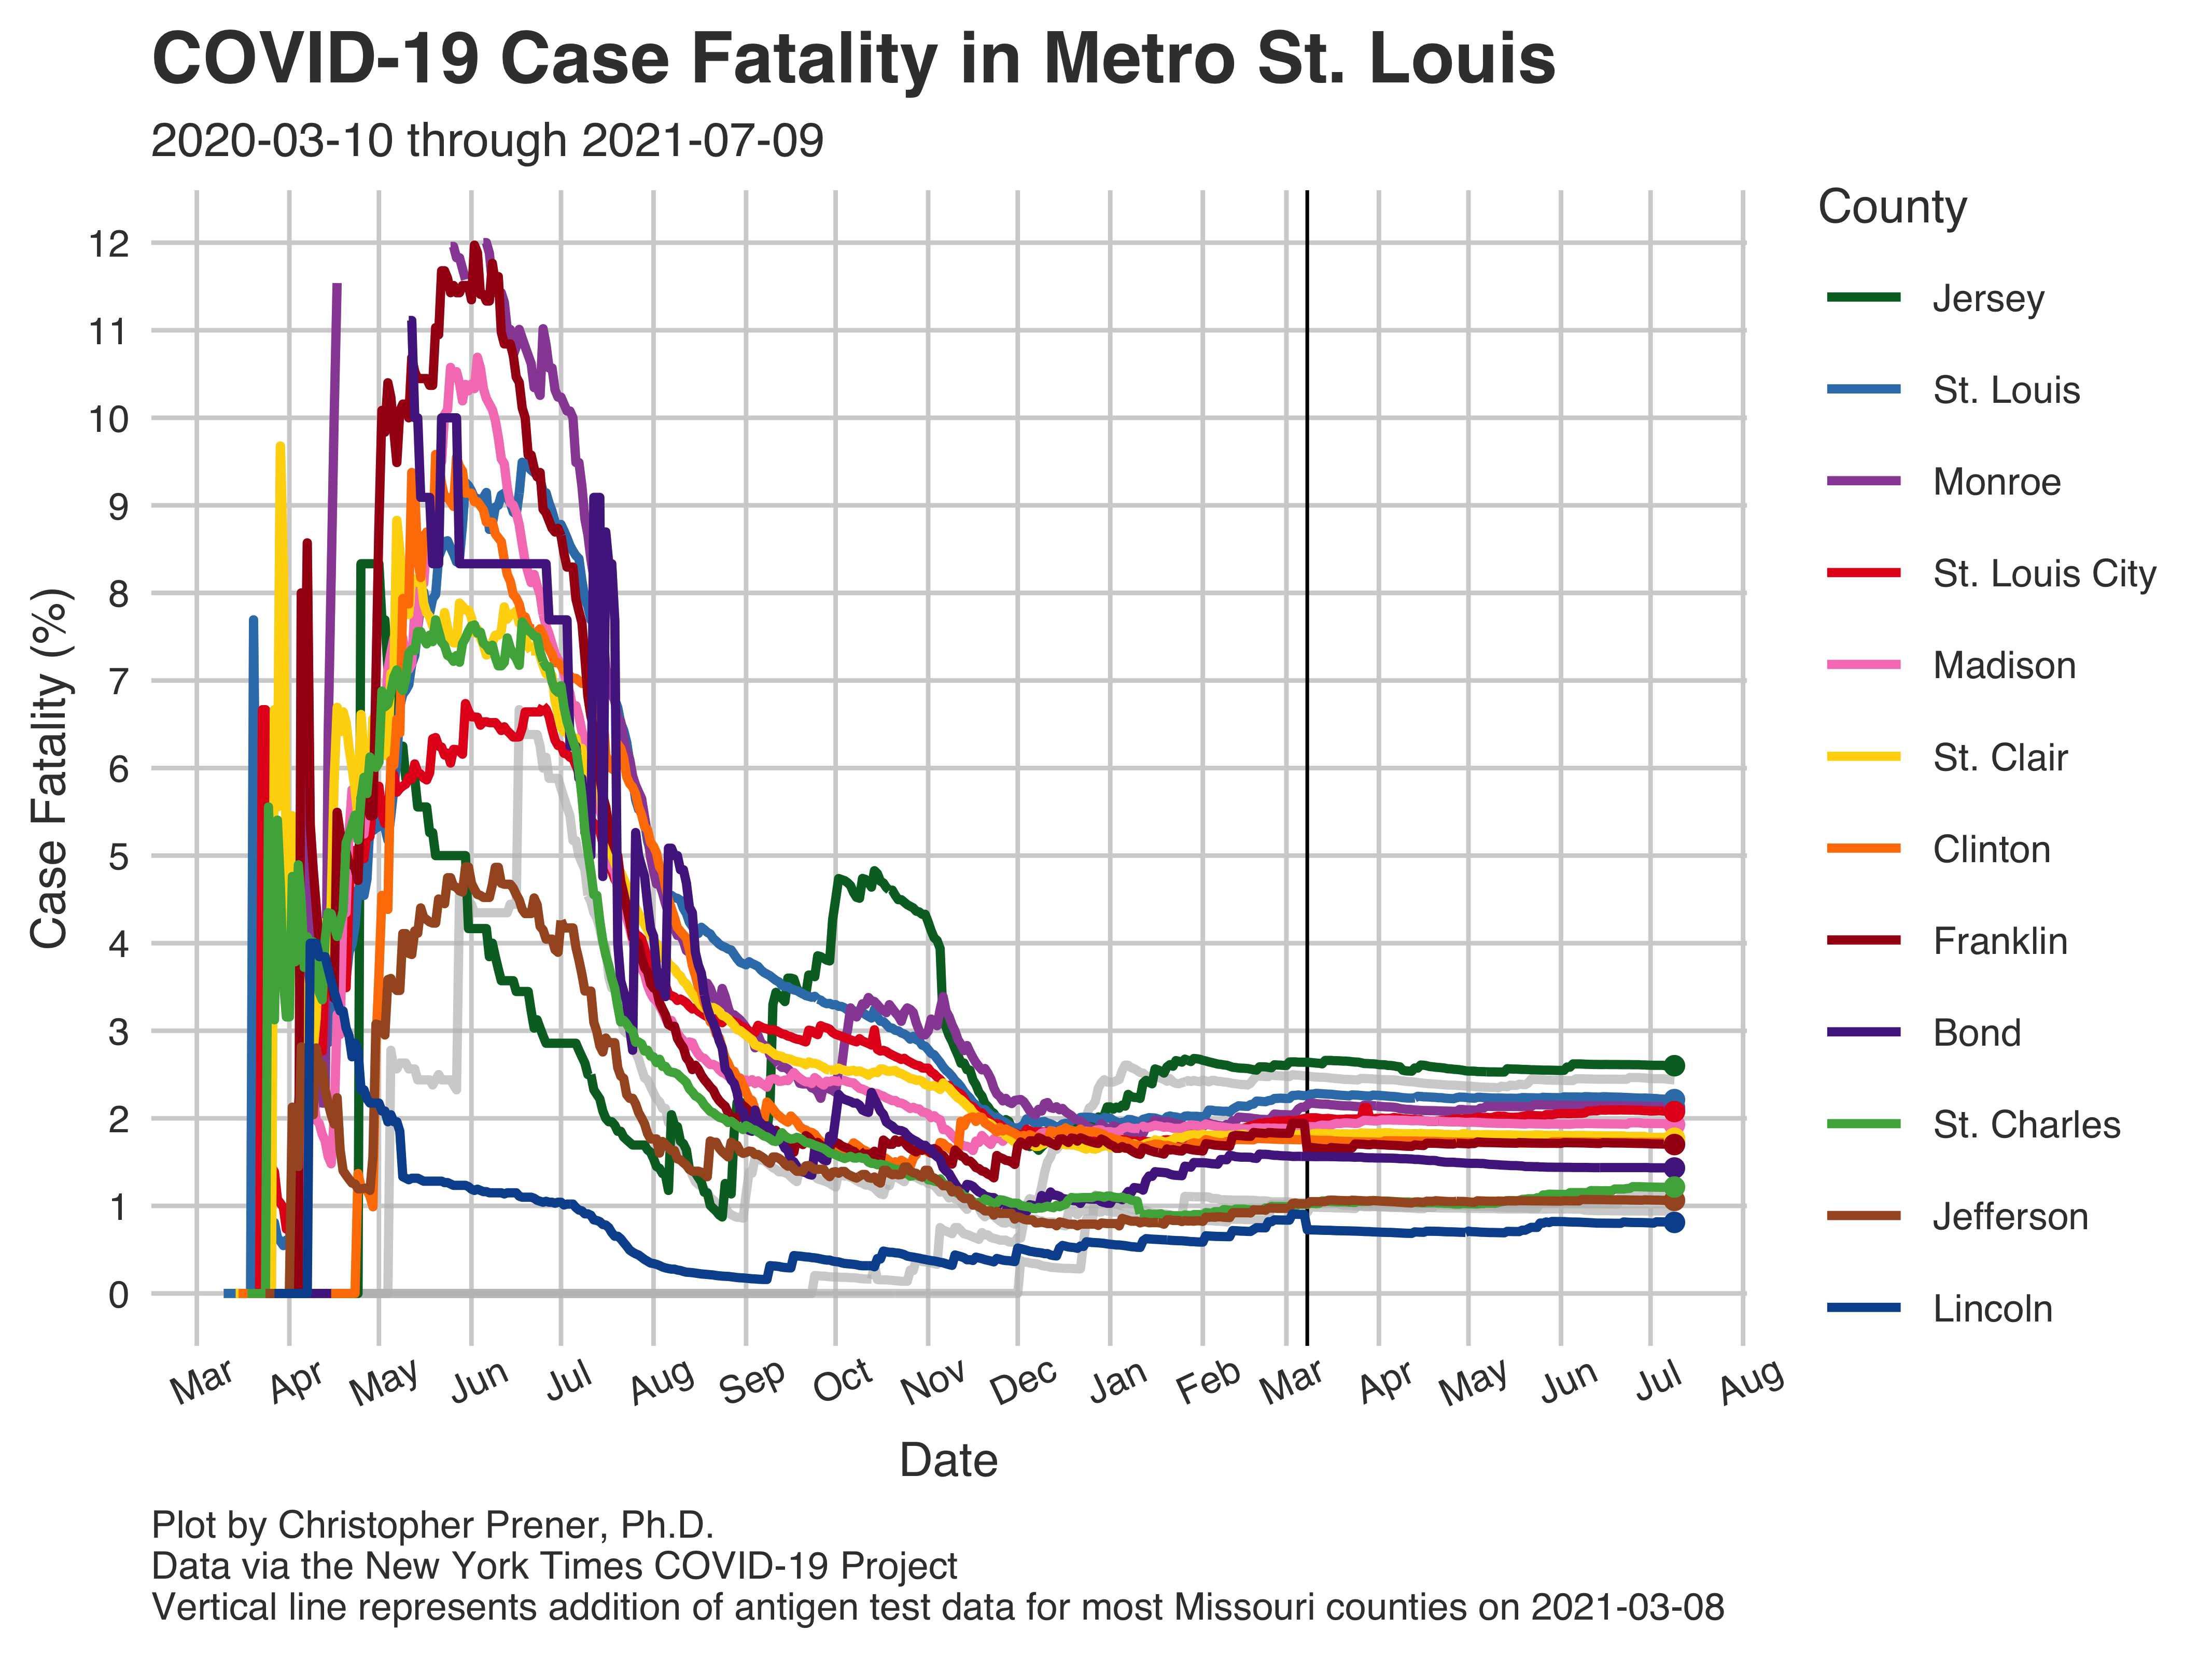 COVID-19 Case Fatality in Metro St. Louis
2020-03-10 through 2021-07-09
County
Jersey
St. Louis
Monroe
St. Louis City
Madison
St. Clair
Clinton
Franklin
Bond
St. Charles
Jefferson
Lincoln
Case Fatality (%)
12
11
10
9
8
7
6
5
4
3
2
1
0
Mar Apr May Jun Jul Aug Sep Oct Nov Dec Jan Feb Mar Apr May Jun Jul Aug
Date
Plot by Christopher Prener, Ph.D.
Data via the New York Times COVID-19 Project
Vertical line represents addition of antigen test data for most Missouri counties on 2021-03-08